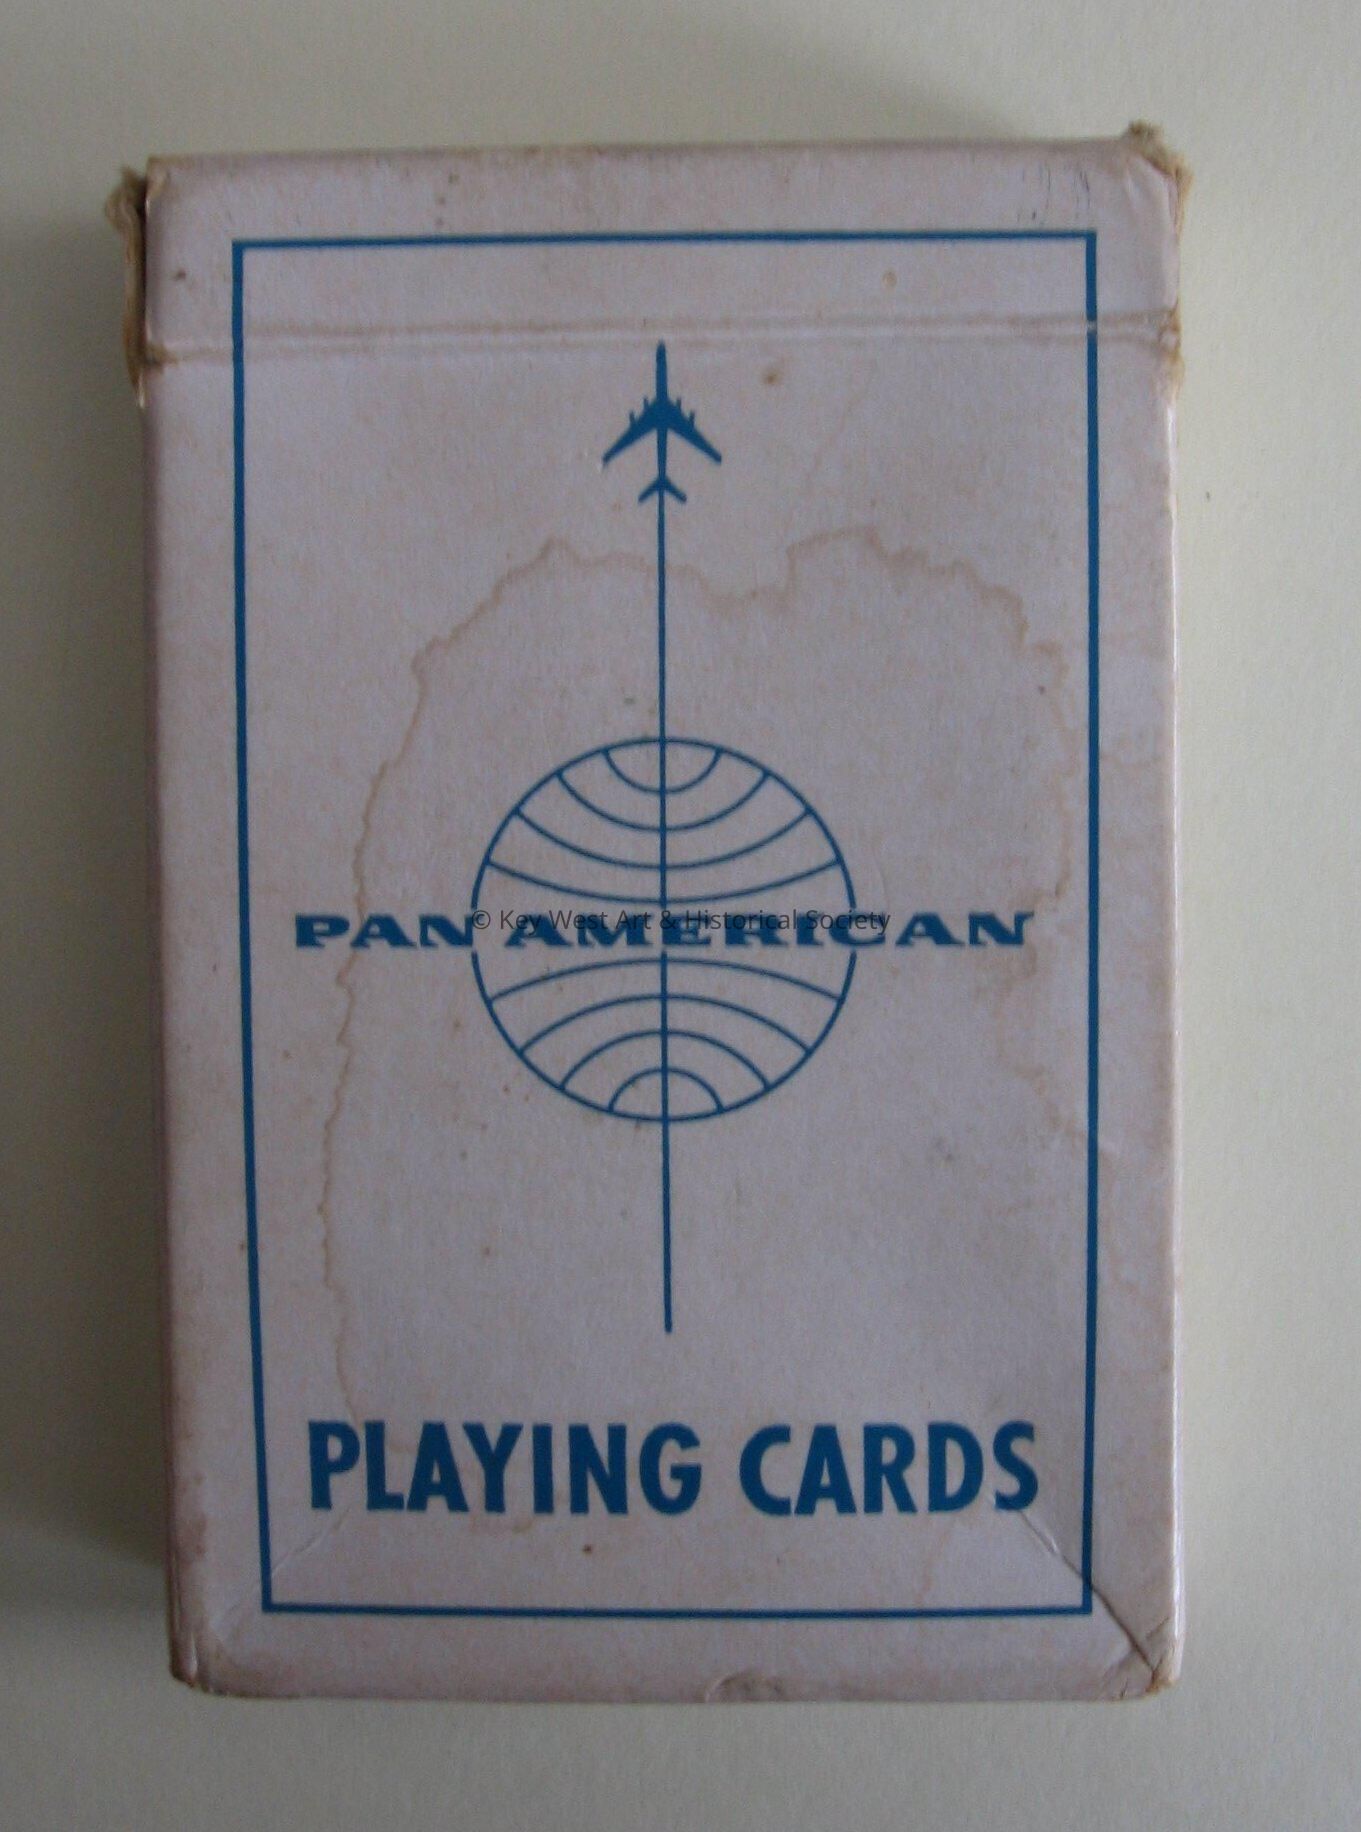 PAN AMERICAN
© Key West Art & Historical Society
PLAYING CARDS